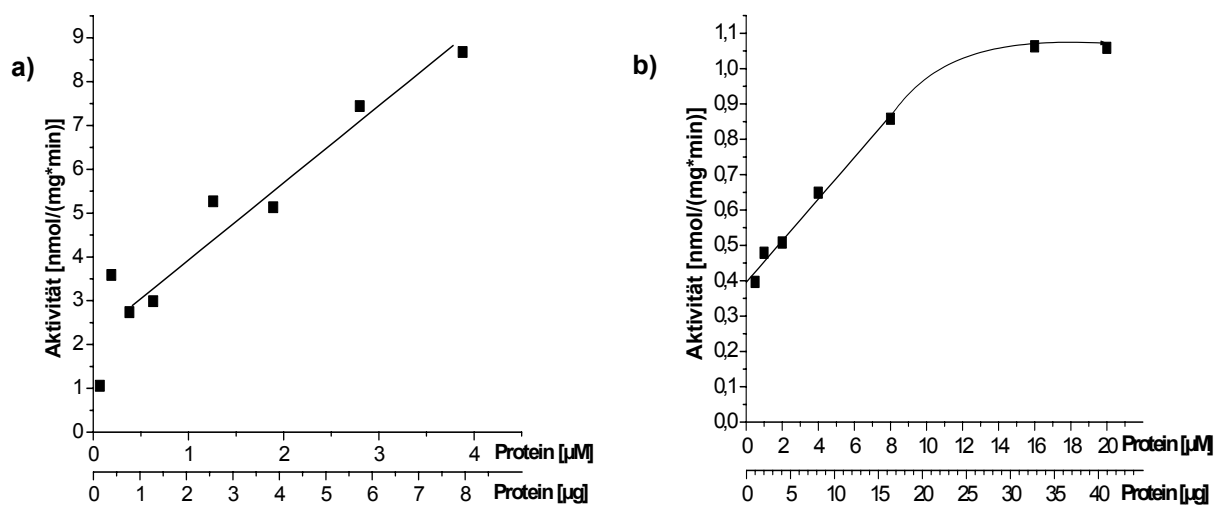 a)
Aktivität [nmol/(mg*min)]
9
8
7
6
5
4
3
2
1
0 1 2 3 4 Protein [µM]
0 1 2 3 4 5 6 7 8 Protein [µg]
b)
Aktivität [nmol/(mg*min)]
1,1
1,0
0,9
0,8
0,7
0,6
0,5
0,4
0,3
0,2
0,1
0,0
0 2 4 6 8 10 12 14 16 18 20 Protein [µM]
0 5 10 15 20 25 30 35 40 Protein [µg]